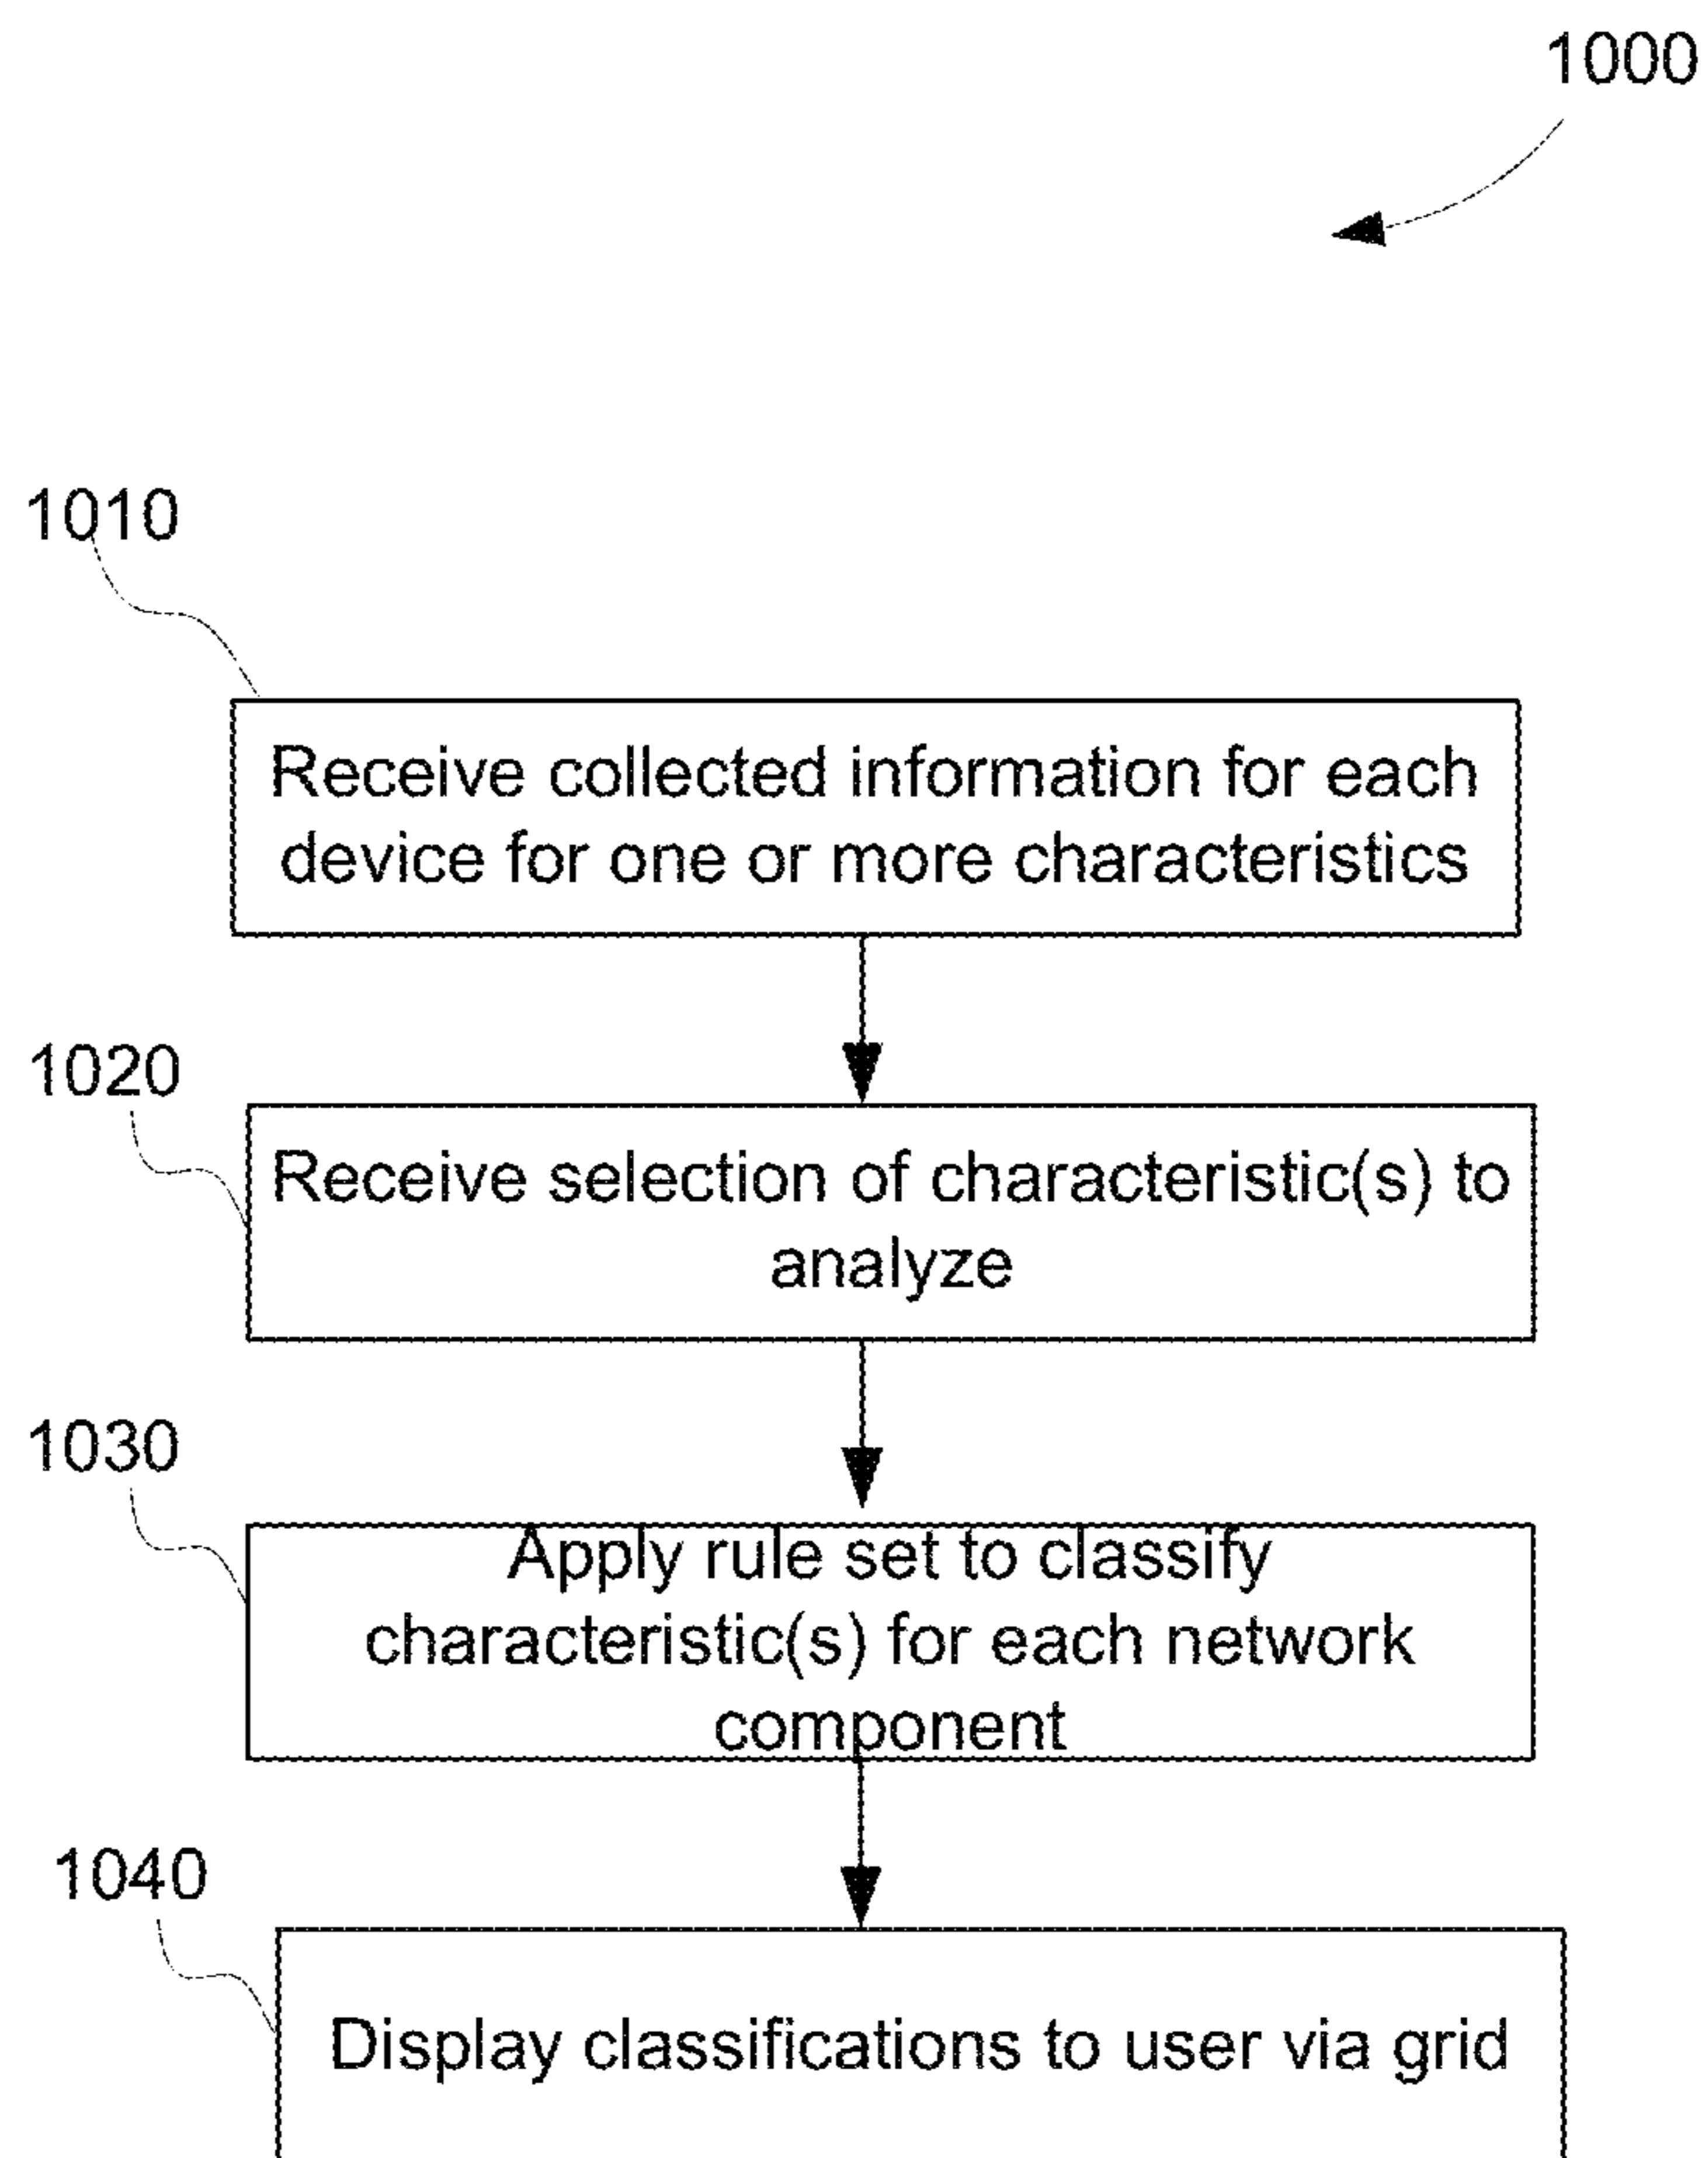 1000
1010
Receive collected information for each
device for one or more characteristics
1020
Receive selection of characteristic(s) to
analyze
1030
Apply rule set to classify
characteristic(s) for each network
component
1040
Display classifications to user via grid